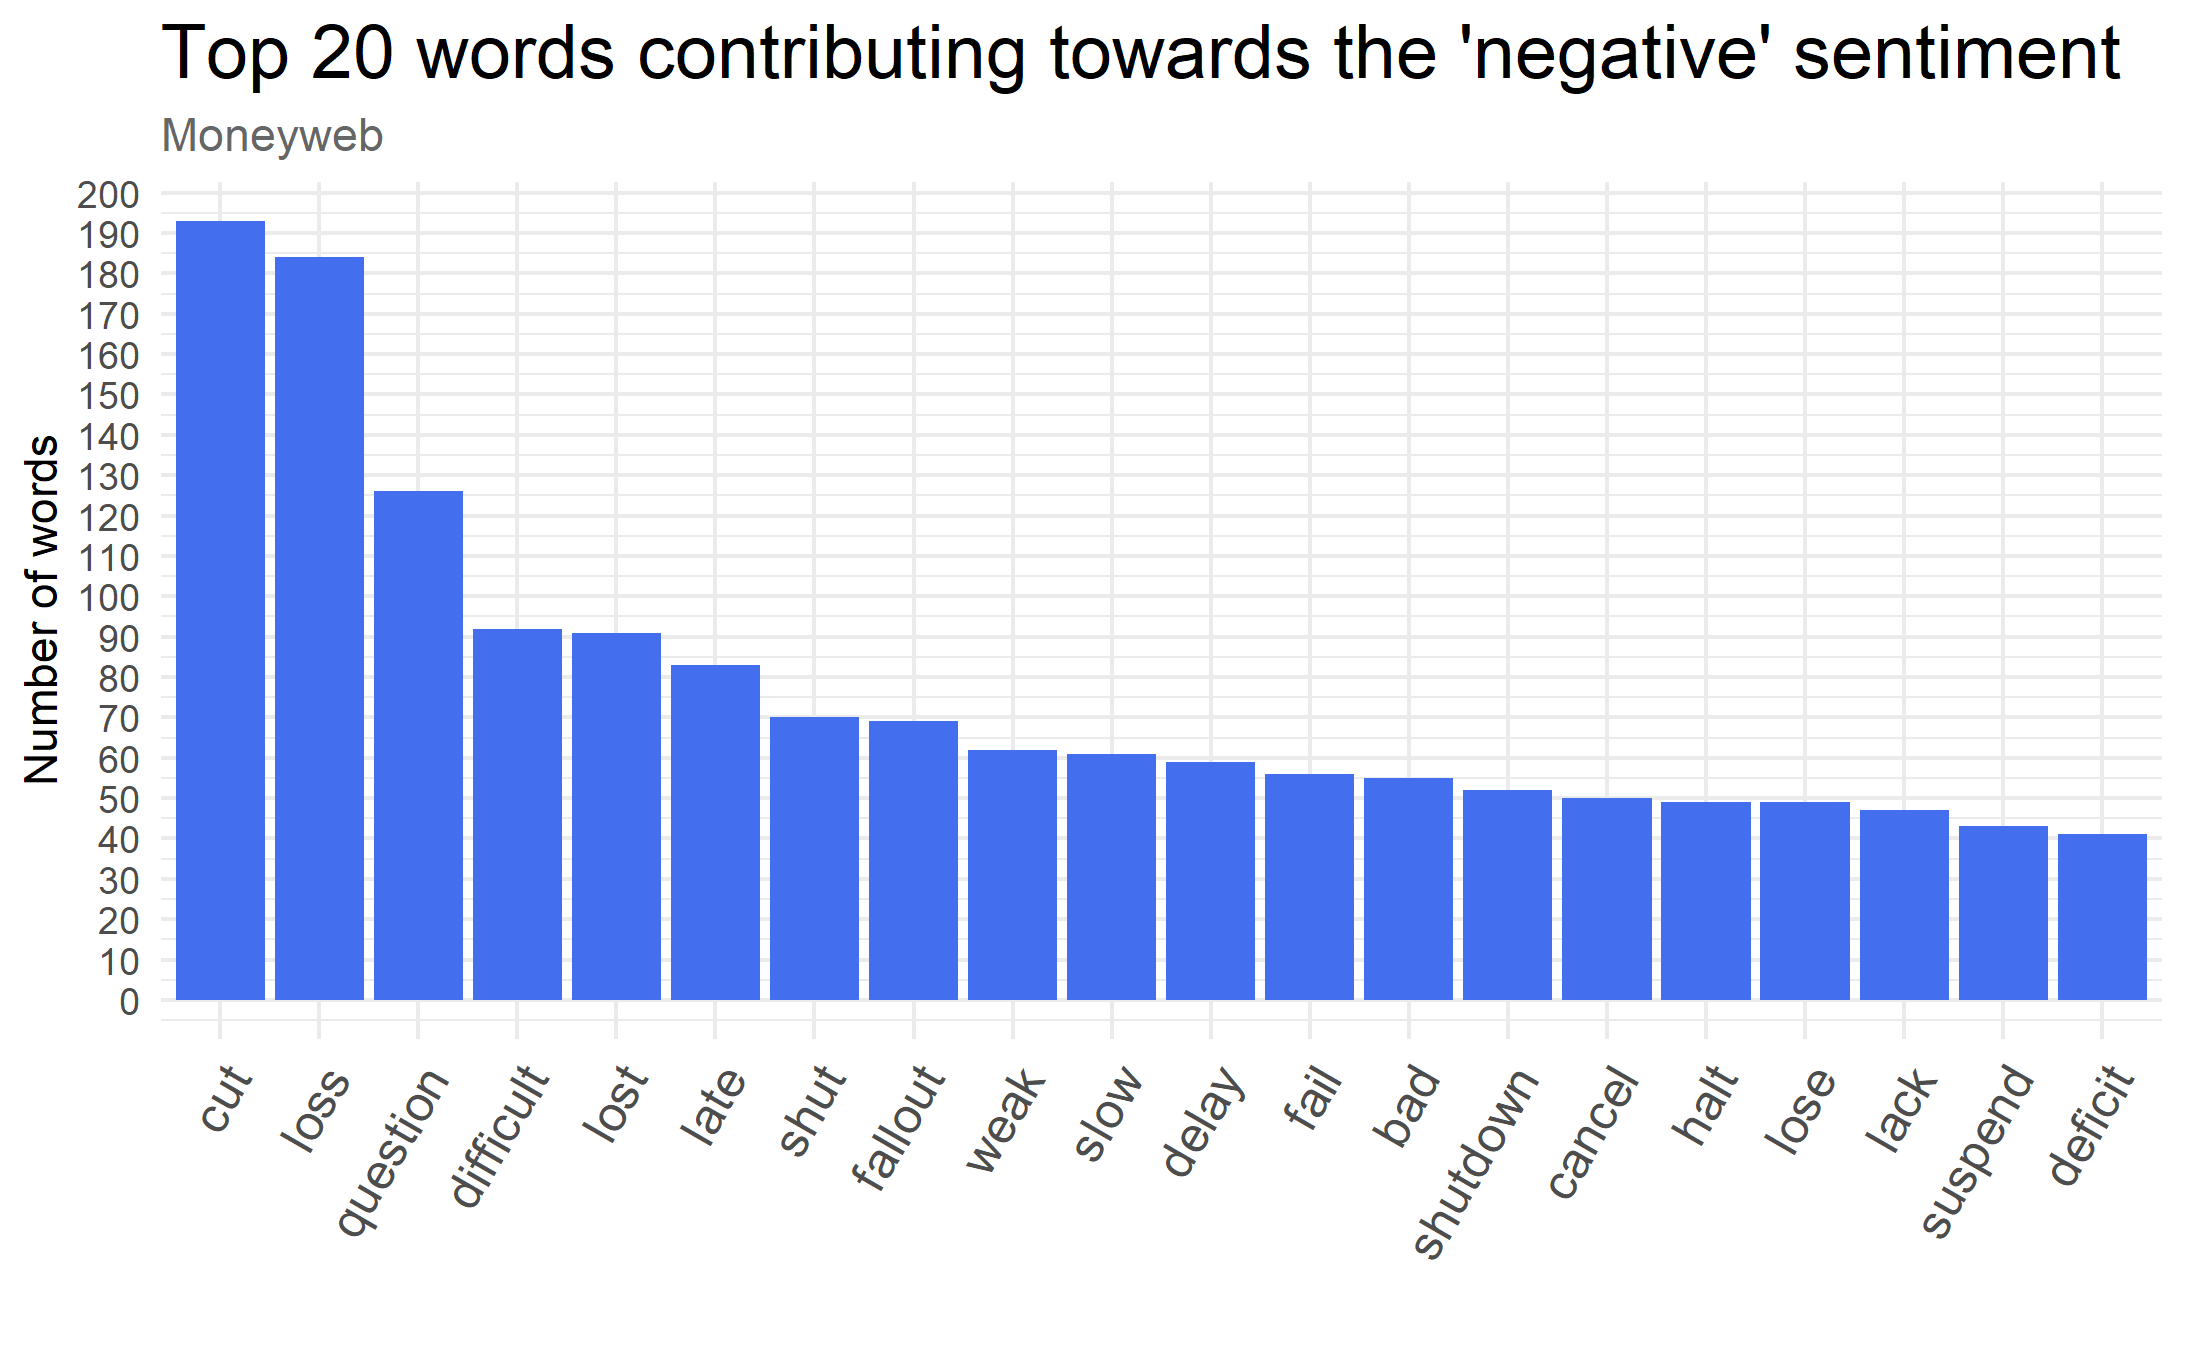 Top 20 words contributing towards the 'negative' sentiment
Moneyweb
Number of words
200
190
180
170
160
150
140
130
120
110
100
90
80
70
60
50
40
30
20
10
0
cut
loss
question
difficult
lost
late
shut
fallout
weak
slow
delay
fail
bad
shutdown
cancel
halt
lose
lack
suspend
deficit